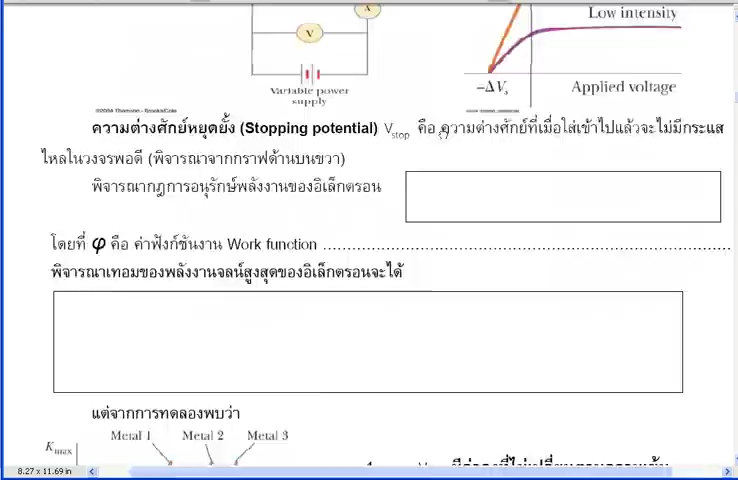 A
V
Variable power
supply
Low intensity
−ΔVs
Applied voltage
©2004 Thomson - Brooks/Cole
ความต่างศักย์หยุดยั้ง (Stopping potential) Vstop คือ ความต่างศักย์ที่เมื่อใส่เข้าไปแล้วจะไม่มีกระแส
ไหลในวงจรพอดี (พิจารณาจากกราฟด้านบนขวา)
พิจารณากฎการอนุรักษ์พลังงานของอิเล็กตรอน
โดยที่ φ คือ ค่าฟังก์ชันงาน Work function ..........................................................................................
พิจารณาเทอมของพลังงานจลน์สูงสุดของอิเล็กตรอนจะได้
แต่จากการทดลองพบว่า
Metal 1 Metal 2 Metal 3
Kmax
8.27 x 11.69 in